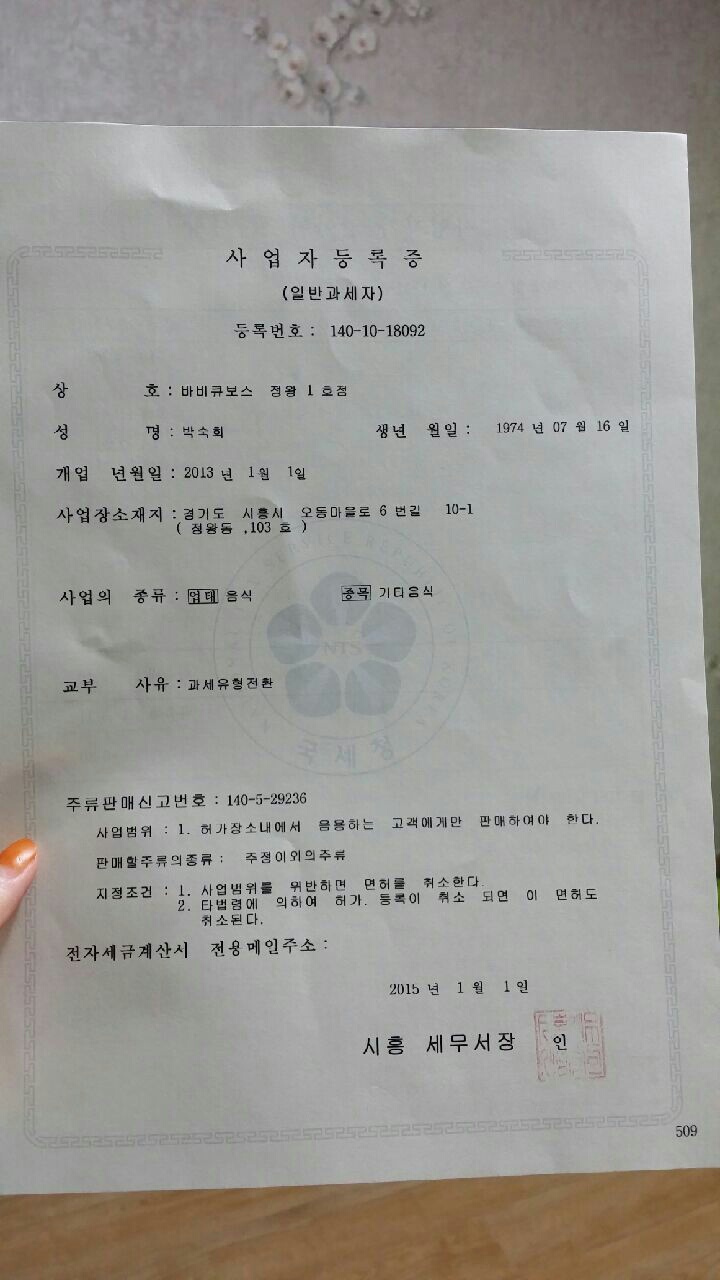 사업자등록증
(일반과세자)
등록번호 : 140-10-18092
상 호 : 바비큐보스 정왕 1 호점
성 명 : 박숙희 생년 월일 : 1974 년 07 월 16 일
개업 년월일 : 2013 년 1 월 1 일
사업장소재지 : 경기도 시흥시 오동마을로 6 번길 10-1
( 정왕동 ,103 호 )
사업의 종류 : 업태 음식 종목 기타음식
NTS
국세청
교부 사유 : 과세유형전환
주류판매신고번호 : 140-5-29236
사업범위 : 1. 허가장소내에서 음용하는 고객에게만 판매하여야 한다.
판매할주류의종류 : 주정이외의주류
지정조건 : 1. 사업범위를 위반하면 면허를 취소한다.
2. 타법령에 의하여 허가. 등록이 취소 되면 이 면허도
취소된다.
전자세금계산서 전용메일주소 :
2015 년 1 월 1 일
시흥 세무서장 인
509